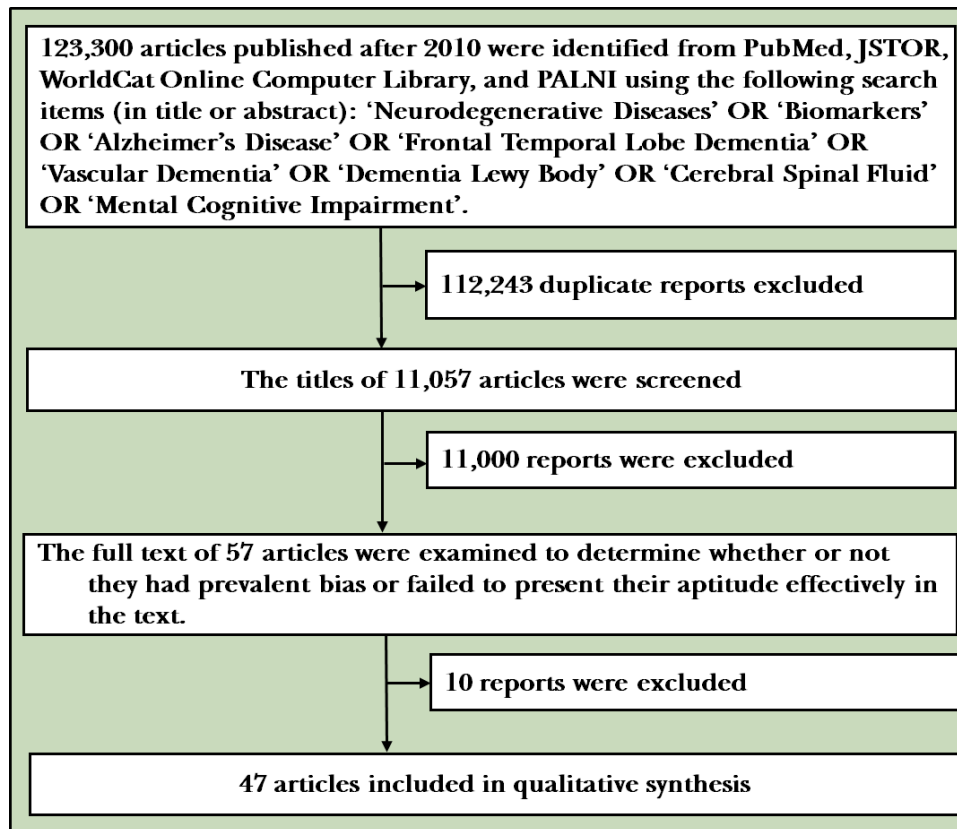 123,300 articles published after 2010 were identified from PubMed, JSTOR,
WorldCat Online Computer Library, and PALNI using the following search
items (in title or abstract): ‘Neurodegenerative Diseases’ OR ‘Biomarkers’
OR ‘Alzheimer’s Disease’ OR ‘Frontal Temporal Lobe Dementia’ OR
‘Vascular Dementia’ OR ‘Dementia Lewy Body’ OR ‘Cerebral Spinal Fluid’
OR ‘Mental Cognitive Impairment’.
112,243 duplicate reports excluded
The titles of 11,057 articles were screened
11,000 reports were excluded
The full text of 57 articles were examined to determine whether or not
they had prevalent bias or failed to present their aptitude effectively in
the text.
10 reports were excluded
47 articles included in qualitative synthesis